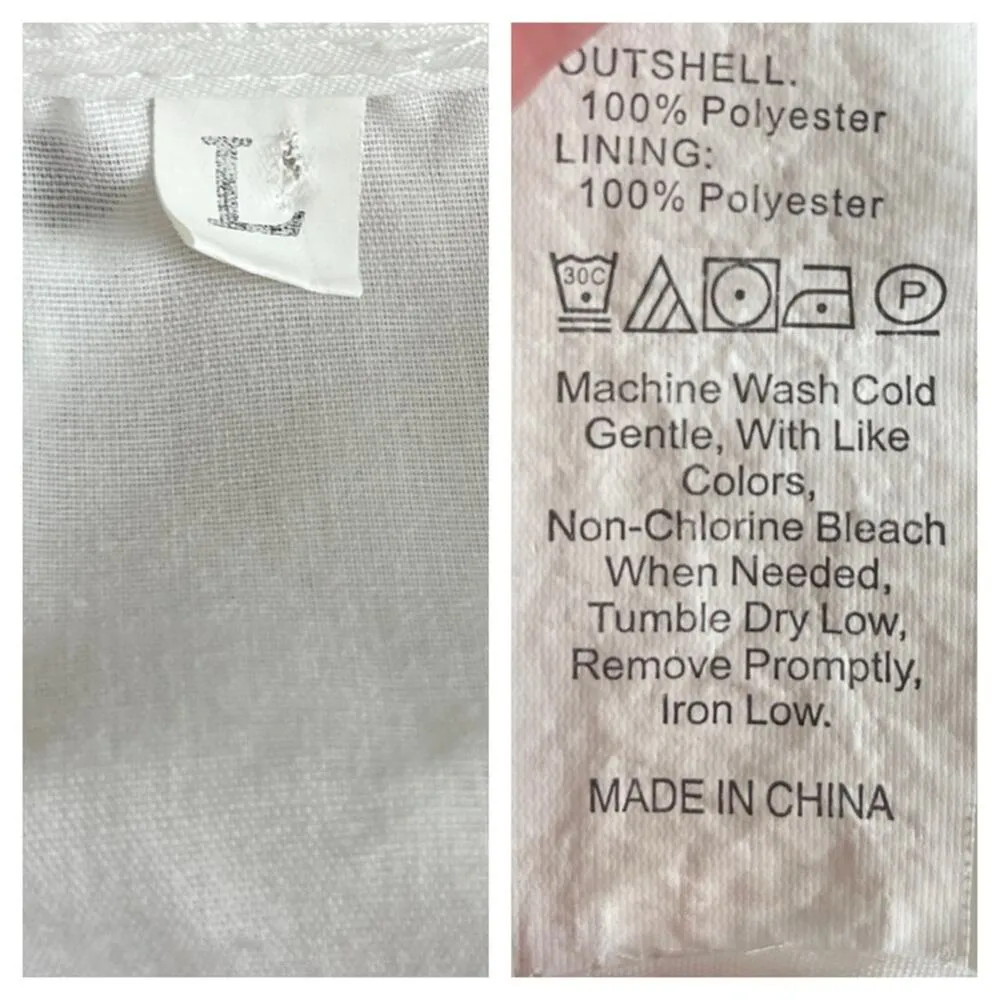 L
OUTSHELL.
100% Polyester
LINING:
100% Polyester
30C
P
Machine Wash Cold
Gentle, With Like
Colors,
Non-Chlorine Bleach
When Needed,
Tumble Dry Low,
Remove Promptly,
Iron Low.
MADE IN CHINA